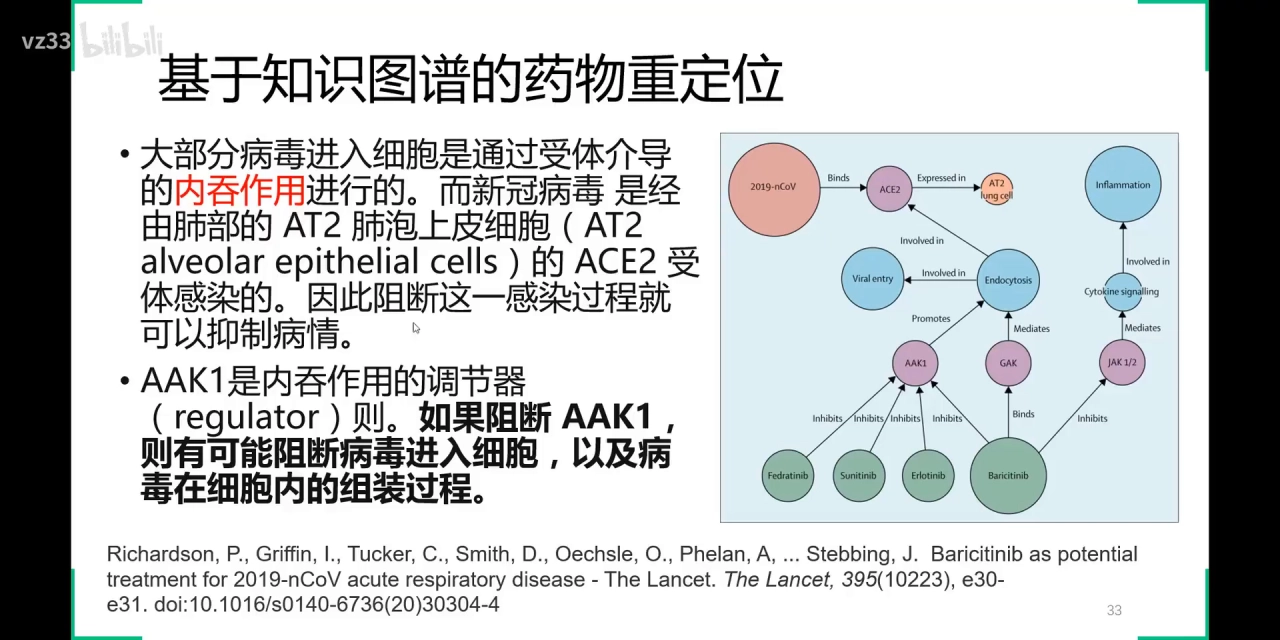 vz33 bilibili
基于知识图谱的药物重定位
• 大部分病毒进入细胞是通过受体介导
的内吞作用进行的。而新冠病毒 是经
由肺部的 AT2 肺泡上皮细胞（AT2
alveolar epithelial cells）的 ACE2 受
体感染的。因此阻断这一感染过程就
可以抑制病情。
• AAK1是内吞作用的调节器
（regulator）则。如果阻断 AAK1，
则有可能阻断病毒进入细胞，以及病
毒在细胞内的组装过程。
2019-nCoV
Binds
ACE2
Expressed in
AT2
lung cell
Inflammation
Involved in
Viral entry
Involved in
Endocytosis
Involved in
Cytokine signalling
Promotes
Mediates
Mediates
AAK1
GAK
JAK 1/2
Inhibits
Inhibits
Inhibits
Inhibits
Binds
Inhibits
Fedratinib
Sunitinib
Erlotinib
Baricitinib
Richardson, P., Griffin, I., Tucker, C., Smith, D., Oechsle, O., Phelan, A, ... Stebbing, J. Baricitinib as potential
treatment for 2019-nCoV acute respiratory disease - The Lancet. The Lancet, 395(10223), e30-
e31. doi:10.1016/s0140-6736(20)30304-4
33